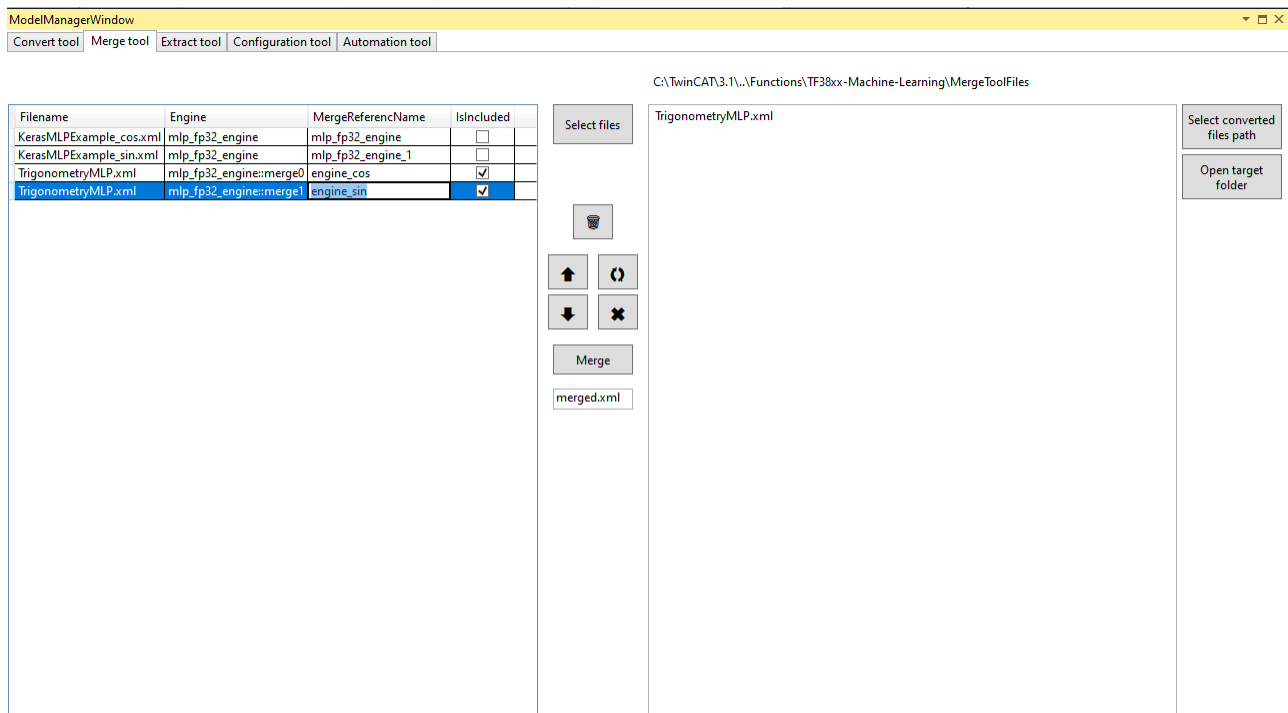 ModelManagerWindow
Convert tool Merge tool Extract tool Configuration tool Automation tool
C:\TwinCAT\3.1\..\Functions\TF38xx-Machine-Learning\MergeToolFiles
Filename Engine MergeReferencName IsIncluded
KerasMLPExample_cos.xml mlp_fp32_engine mlp_fp32_engine
KerasMLPExample_sin.xml mlp_fp32_engine mlp_fp32_engine_1
TrigonometryMLP.xml mlp_fp32_engine::merge0 engine_cos
TrigonometryMLP.xml mlp_fp32_engine::merge1 engine_sin
Select files
Merge
merged.xml
TrigonometryMLP.xml
Select converted
files path
Open target
folder